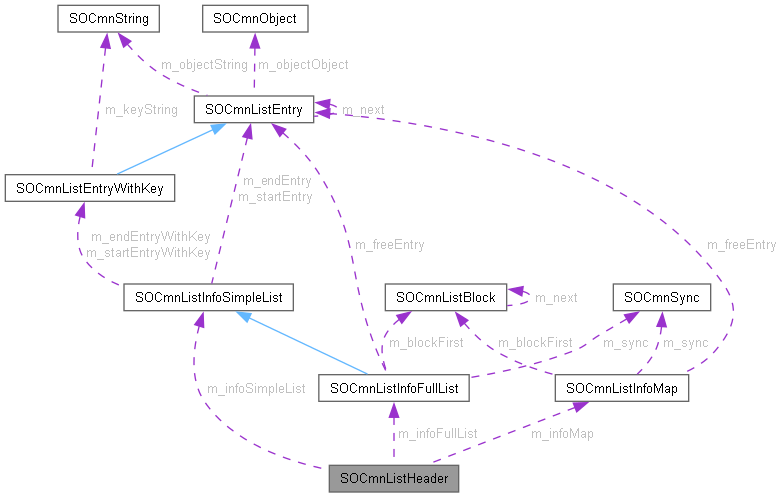 SOCmnString
SOCmnObject
m_objectString
m_objectObject
m_keyString
SOCmnListEntry
m_next
SOCmnListEntryWithKey
m_endEntry
m_startEntry
m_endEntryWithKey
m_startEntryWithKey
m_freeEntry
m_freeEntry
SOCmnListInfoSimpleList
SOCmnListBlock
m_next
SOCmnSync
m_blockFirst
m_blockFirst
m_sync
m_sync
m_infoSimpleList
SOCmnListInfoFullList
SOCmnListInfoMap
m_infoFullList
m_infoMap
SOCmnListHeader